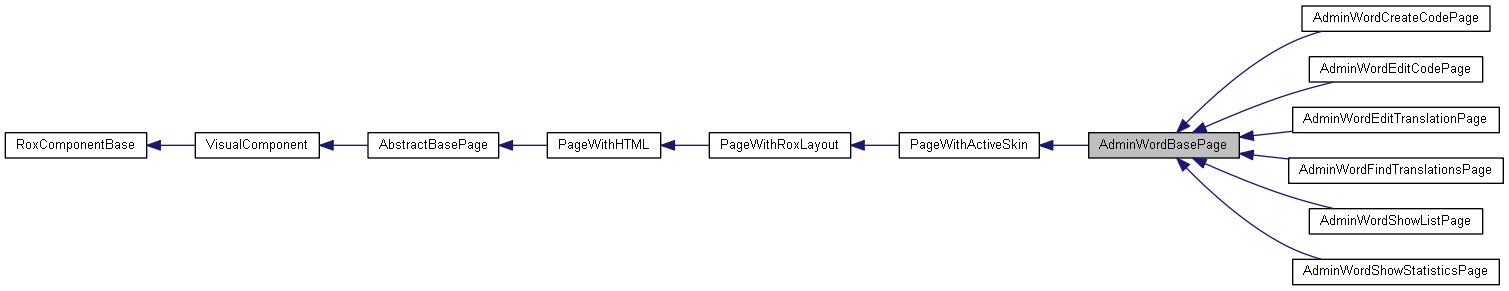 AdminWordCreateCodePage
AdminWordEditCodePage
AdminWordEditTranslationPage
RoxComponentBase
VisualComponent
AbstractBasePage
PageWithHTML
PageWithRoxLayout
PageWithActiveSkin
AdminWordBasePage
AdminWordFindTranslationsPage
AdminWordShowListPage
AdminWordShowStatisticsPage